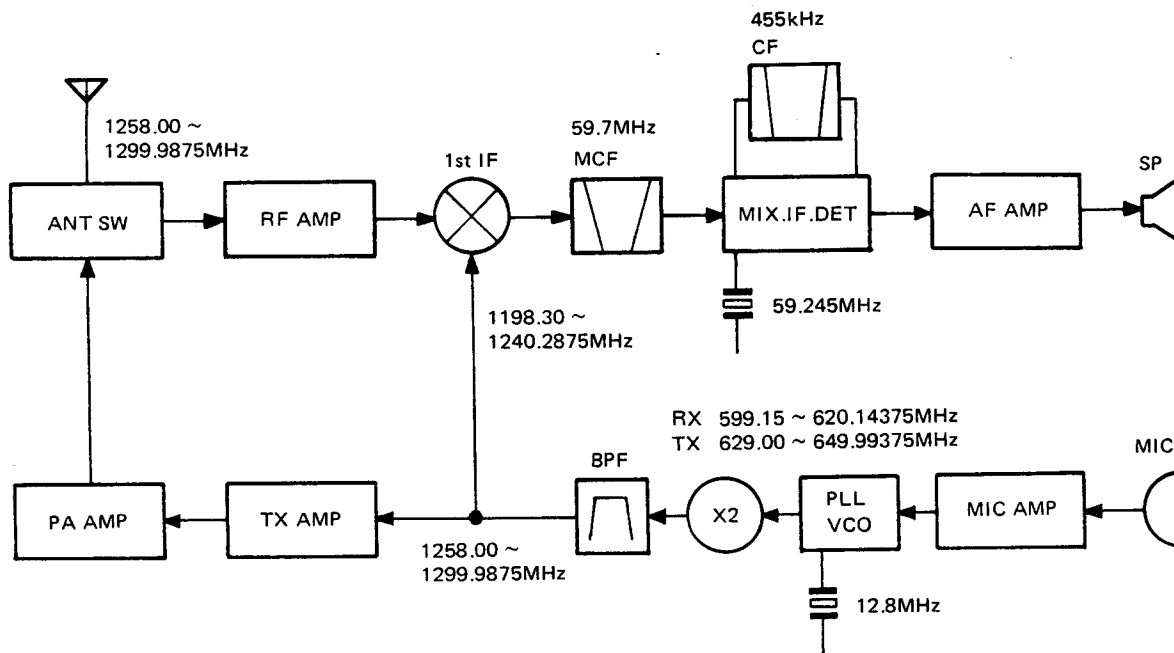 455kHz
CF
1258.00 ~
1299.9875MHz
1st IF
59.7MHz
MCF
SP
ANT SW
RF AMP
MIX.IF.DET
AF AMP
1198.30 ~
1240.2875MHz
59.245MHz
RX 599.15 ~ 620.14375MHz
TX 629.00 ~ 649.99375MHz
BPF
MIC
PA AMP
TX AMP
X2
PLL
VCO
MIC AMP
1258.00 ~
1299.9875MHz
12.8MHz